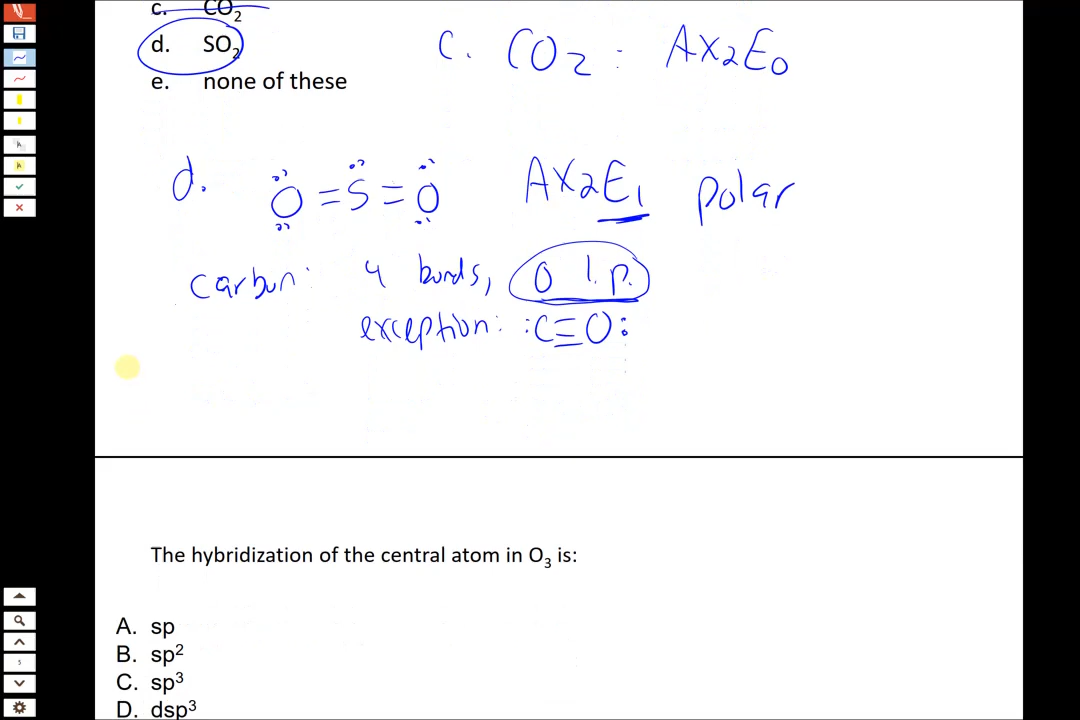 c. CO2
d. SO2
e. none of these
C. CO2 : AX2E0
d. O = S = O AX2E1 polar
carbon: 4 bonds, 0 l.p.
exception: :C≡O:
The hybridization of the central atom in O3 is:
A. sp
B. sp2
C. sp3
D. dsp3